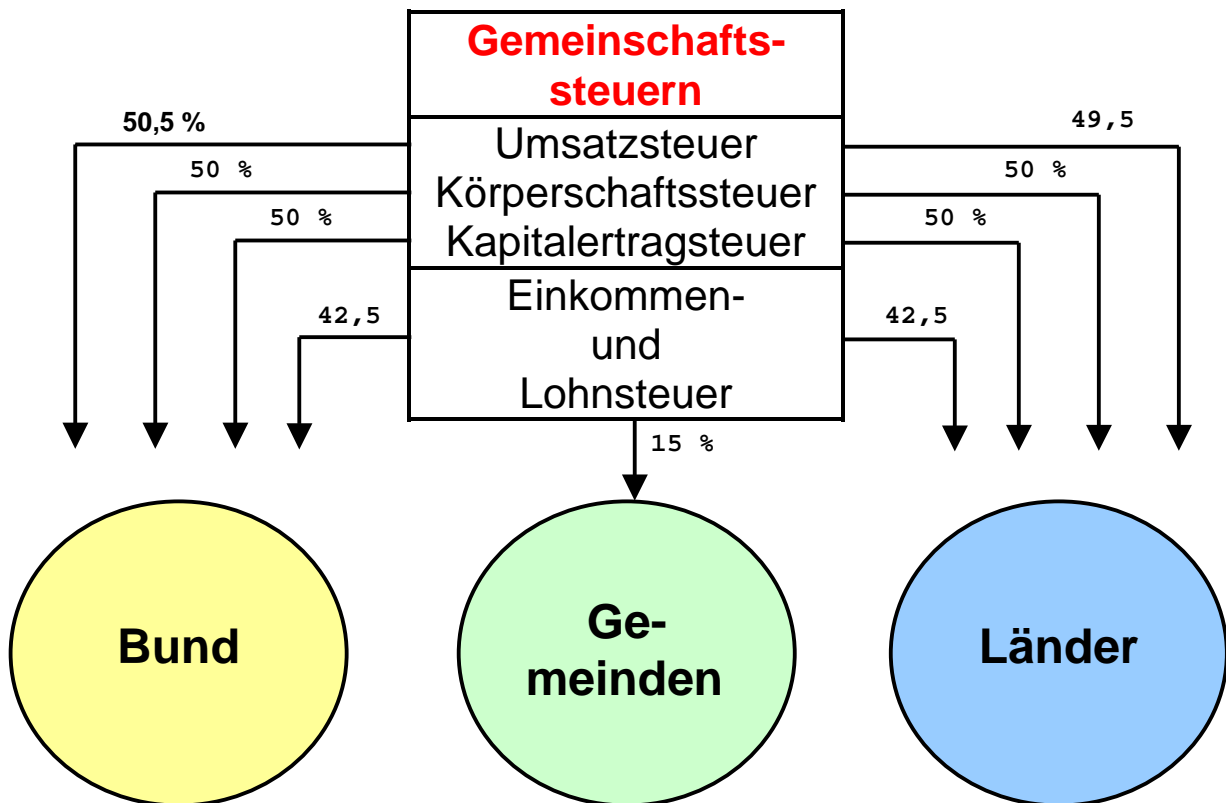 Gemeinschafts-
steuern
50,5 %
Umsatzsteuer
49,5
50 %
Körperschaftssteuer
50 %
50 %
Kapitalertragsteuer
50 %
42,5
Einkommen-
und
Lohnsteuer
42,5
15 %
Bund
Ge-
meinden
Länder